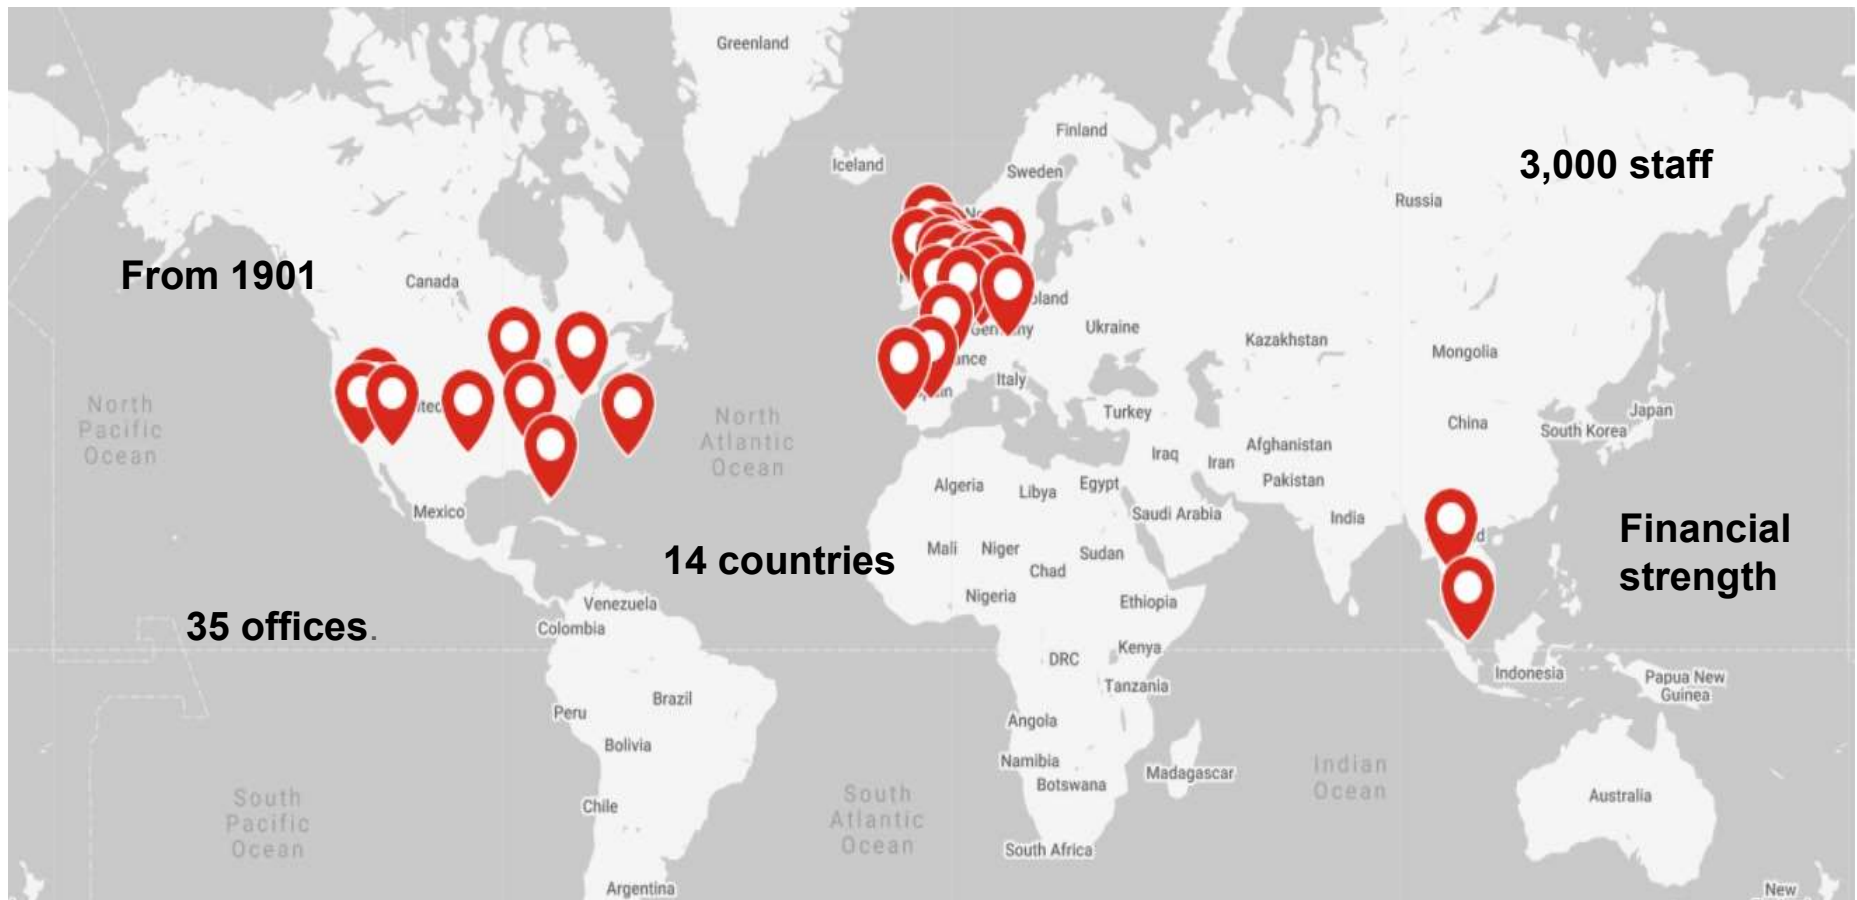 Greenland
Finland
Iceland
Sweden
3,000 staff
Russia
From 1901
Canada
Ukraine
Kazakhstan
Mongolia
Italy
North
Pacific
Ocean
North
Atlantic
Ocean
Turkey
China
Japan
South Korea
Iraq
Iran
Afghanistan
Pakistan
Algeria
Libya
Egypt
Mexico
Saudi Arabia
India
Financial
strength
14 countries
Mali
Niger
Sudan
Chad
Nigeria
Ethiopia
Venezuela
Colombia
35 offices.
DRC
Kenya
Tanzania
Indonesia
Papua New
Guinea
Brazil
Peru
Angola
Bolivia
Namibia
Botswana
Madagascar
Indian
Ocean
South
Pacific
Ocean
Chile
South
Atlantic
Ocean
Australia
South Africa
Argentina
New